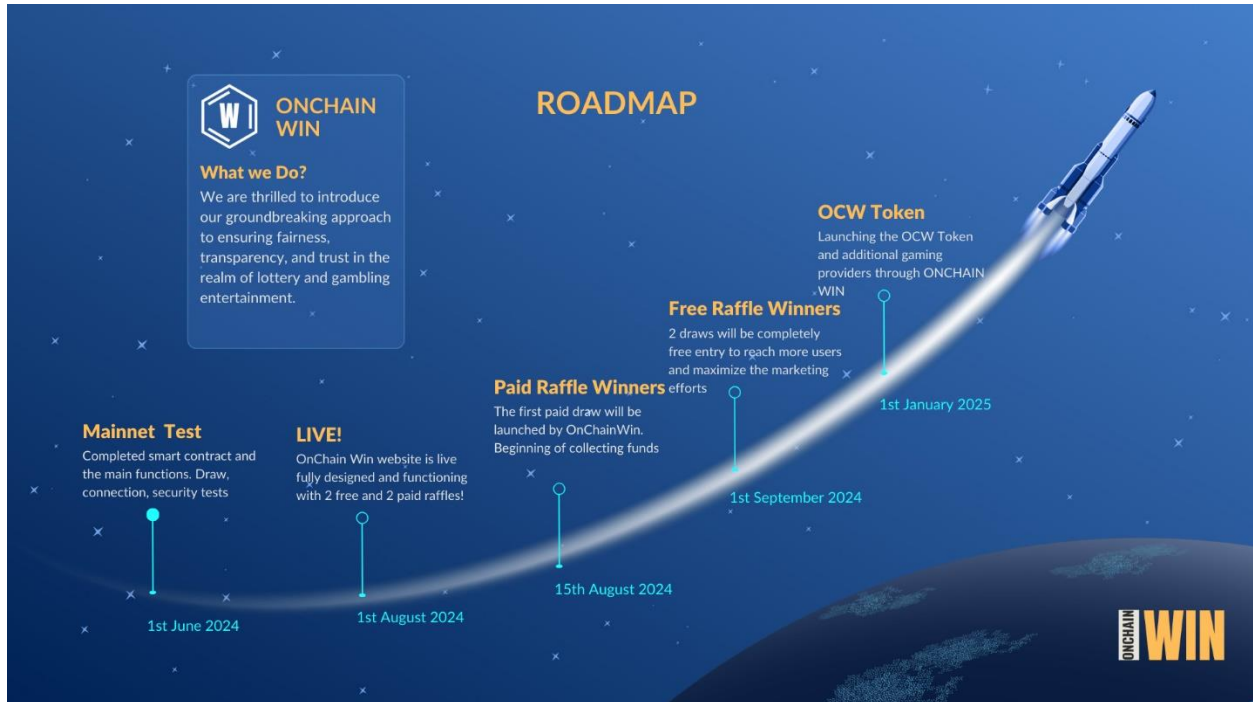 ROADMAP
W
ONCHAIN
WIN
What we Do?
We are thrilled to introduce
our groundbreaking approach
to ensuring fairness,
transparency, and trust in the
realm of lottery and gambling
entertainment.
Mainnet Test
Completed smart contract and
the main functions. Draw,
connection, security tests
1st June 2024
LIVE!
OnChain Win website is live
fully designed and functioning
with 2 free and 2 paid raffles!
1st August 2024
Paid Raffle Winners
The first paid draw will be
launched by OnChainWin.
Beginning of collecting funds
15th August 2024
Free Raffle Winners
2 draws will be completely
free entry to reach more users
and maximize the marketing
efforts
1st September 2024
OCW Token
Launching the OCW Token
and additional gaming
providers through ONCHAIN
WIN
1st January 2025
ONCHAIN
WIN